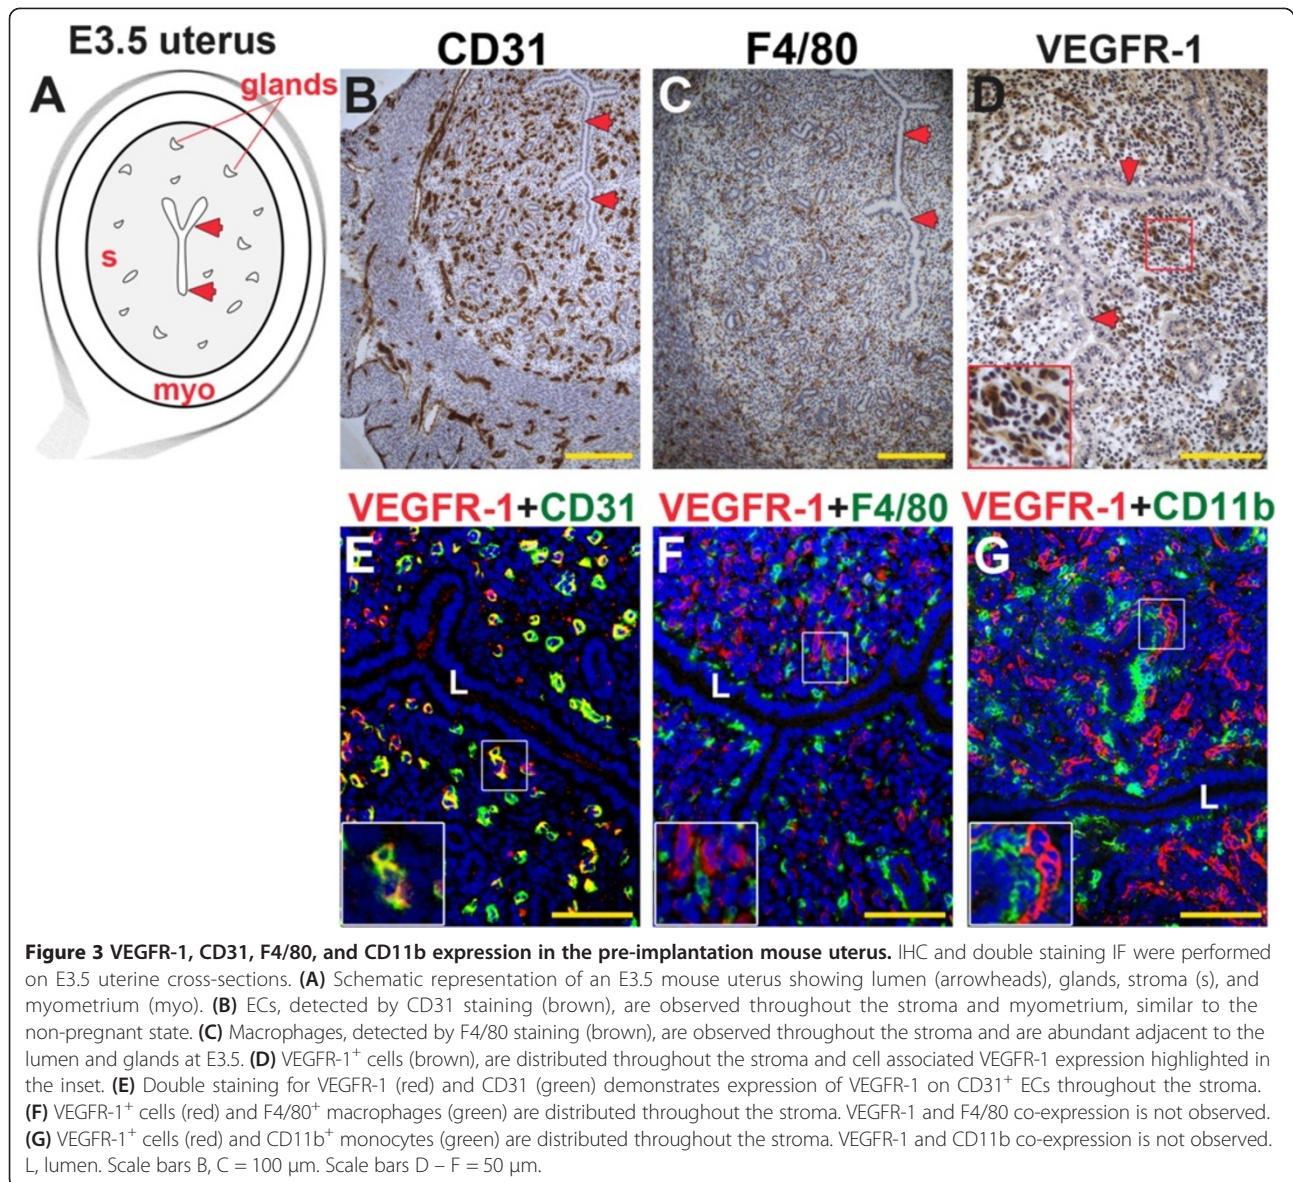 E3.5 uterus
CD31
F4/80
VEGFR-1
A
glands
s
myo
B
C
D
VEGFR-1+CD31
VEGFR-1+F4/80
VEGFR-1+CD11b
E
L
F
L
G
L
Figure 3 VEGFR-1, CD31, F4/80, and CD11b expression in the pre-implantation mouse uterus. IHC and double staining IF were performed
on E3.5 uterine cross-sections. (A) Schematic representation of an E3.5 mouse uterus showing lumen (arrowheads), glands, stroma (s), and
myometrium (myo). (B) ECs, detected by CD31 staining (brown), are observed throughout the stroma and myometrium, similar to the
non-pregnant state. (C) Macrophages, detected by F4/80 staining (brown), are observed throughout the stroma and are abundant adjacent to the
lumen and glands at E3.5. (D) VEGFR-1⁺ cells (brown), are distributed throughout the stroma and cell associated VEGFR-1 expression highlighted in
the inset. (E) Double staining for VEGFR-1 (red) and CD31 (green) demonstrates expression of VEGFR-1 on CD31⁺ ECs throughout the stroma.
(F) VEGFR-1⁺ cells (red) and F4/80⁺ macrophages (green) are distributed throughout the stroma. VEGFR-1 and F4/80 co-expression is not observed.
(G) VEGFR-1⁺ cells (red) and CD11b⁺ monocytes (green) are distributed throughout the stroma. VEGFR-1 and CD11b co-expression is not observed.
L, lumen. Scale bars B, C = 100 μm. Scale bars D – F = 50 μm.